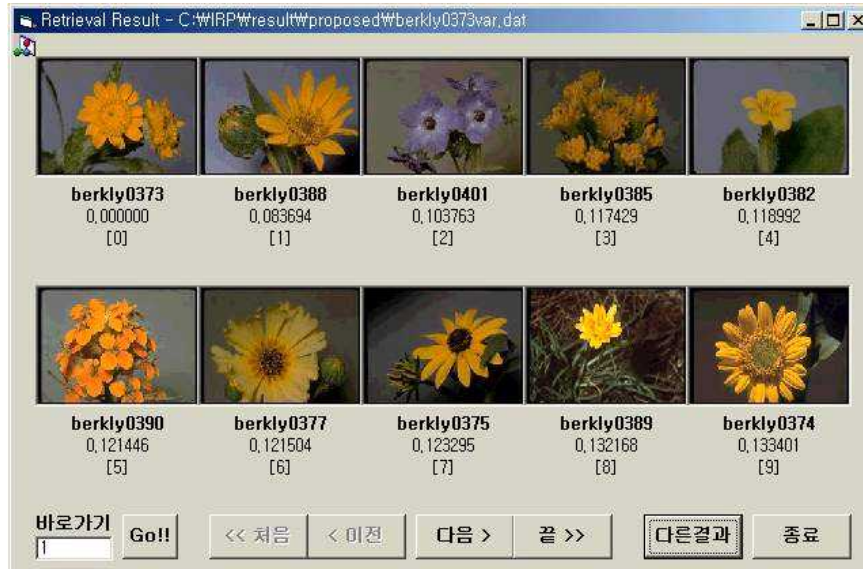 Retrieval Result - C:₩IRP₩result₩proposed₩berkly0373var.dat
berkly0373 berkly0388 berkly0401 berkly0385 berkly0382
0,000000 0,083694 0,103763 0,117429 0,118992
[0] [1] [2] [3] [4]
berkly0390 berkly0377 berkly0375 berkly0389 berkly0374
0,121446 0,121504 0,123295 0,132168 0,133401
[5] [6] [7] [8] [9]
바로가기
1 Go!! << 처음 < 이전 다음 > 끝 >> 다른결과 종료